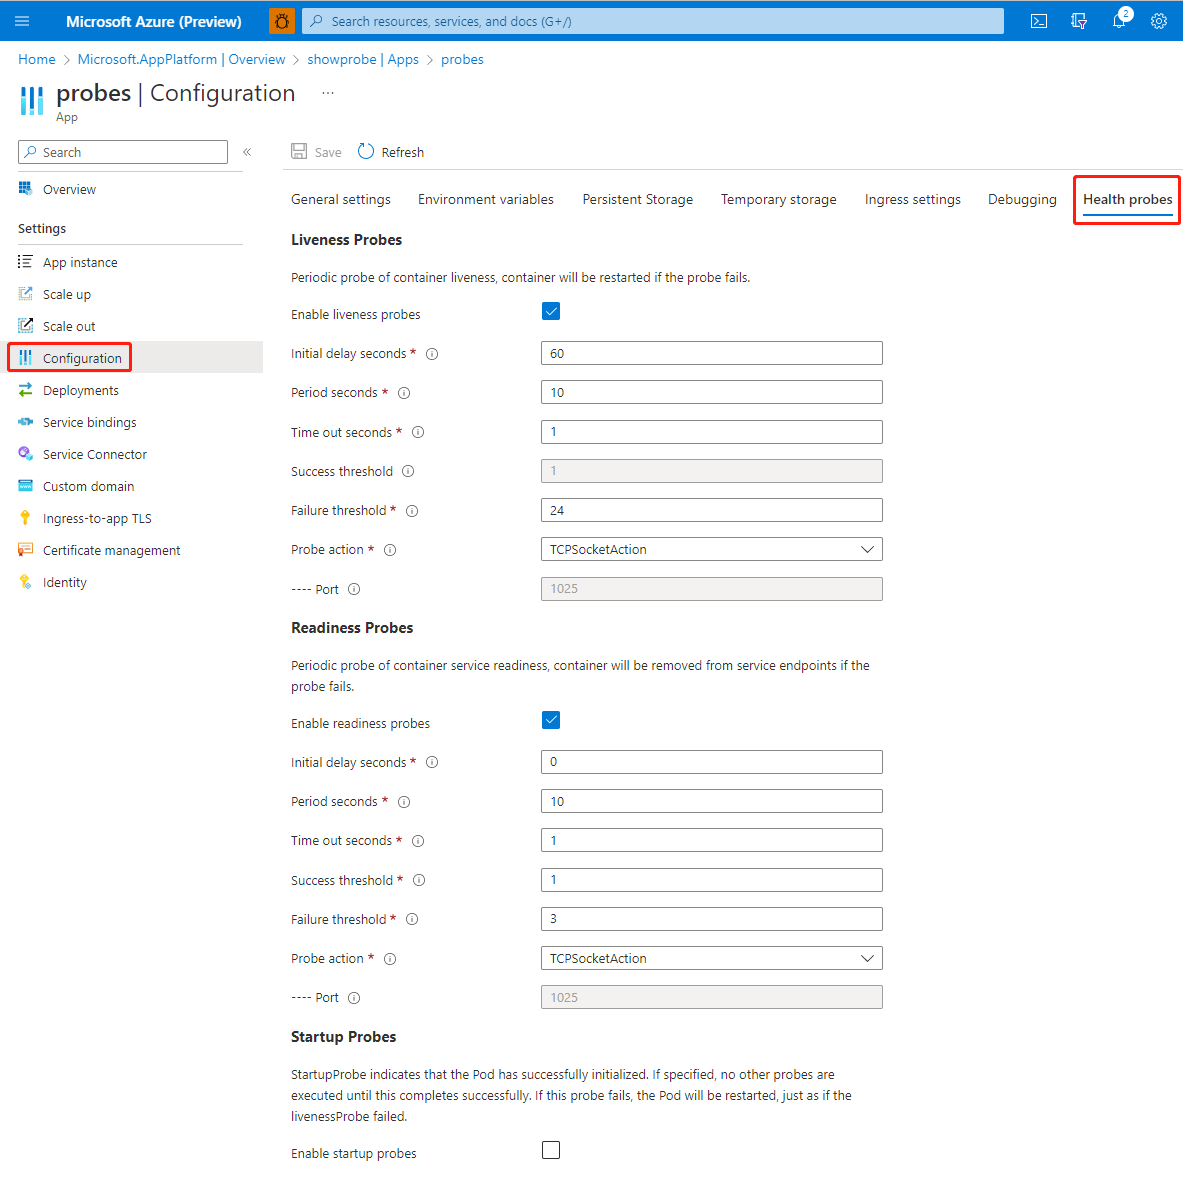 Microsoft Azure (Preview)
Search resources, services, and docs (G+/)
2
Home > Microsoft.AppPlatform | Overview > showprobe | Apps > probes
probes | Configuration ...
App
Search
«
Save
Refresh
Overview
Settings
App instance
Scale up
Scale out
Configuration
Deployments
Service bindings
Service Connector
Custom domain
Ingress-to-app TLS
Certificate management
Identity
General settings
Environment variables
Persistent Storage
Temporary storage
Ingress settings
Debugging
Health probes
Liveness Probes
Periodic probe of container liveness, container will be restarted if the probe fails.
Enable liveness probes
Initial delay seconds * 60
Period seconds * 10
Time out seconds * 1
Success threshold 1
Failure threshold * 24
Probe action * TCPSocketAction
---- Port 1025
Readiness Probes
Periodic probe of container service readiness, container will be removed from service endpoints if the
probe fails.
Enable readiness probes
Initial delay seconds * 0
Period seconds * 10
Time out seconds * 1
Success threshold * 1
Failure threshold * 3
Probe action * TCPSocketAction
---- Port 1025
Startup Probes
StartupProbe indicates that the Pod has successfully initialized. If specified, no other probes are
executed until this completes successfully. If this probe fails, the Pod will be restarted, just as if the
livenessProbe failed.
Enable startup probes